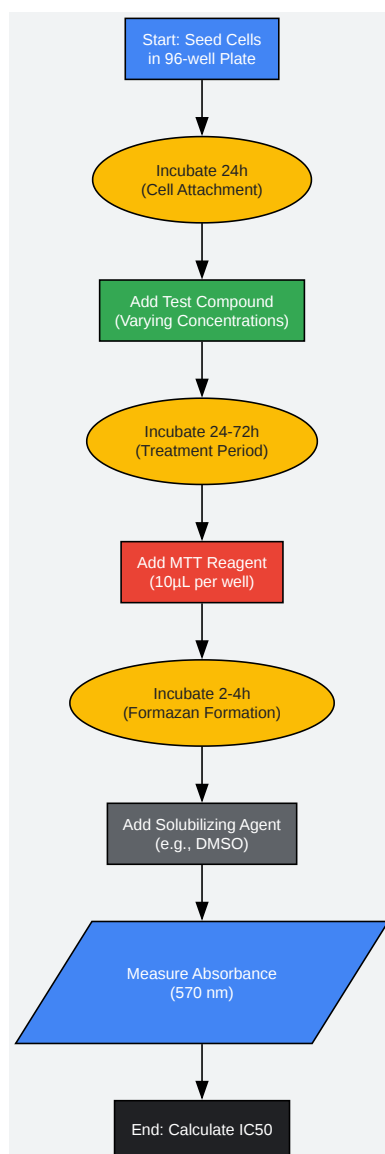 Start: Seed Cells
in 96-well Plate
Incubate 24h
(Cell Attachment)
Add Test Compound
(Varying Concentrations)
Incubate 24-72h
(Treatment Period)
Add MTT Reagent
(10µL per well)
Incubate 2-4h
(Formazan Formation)
Add Solubilizing Agent
(e.g., DMSO)
Measure Absorbance
(570 nm)
End: Calculate IC50